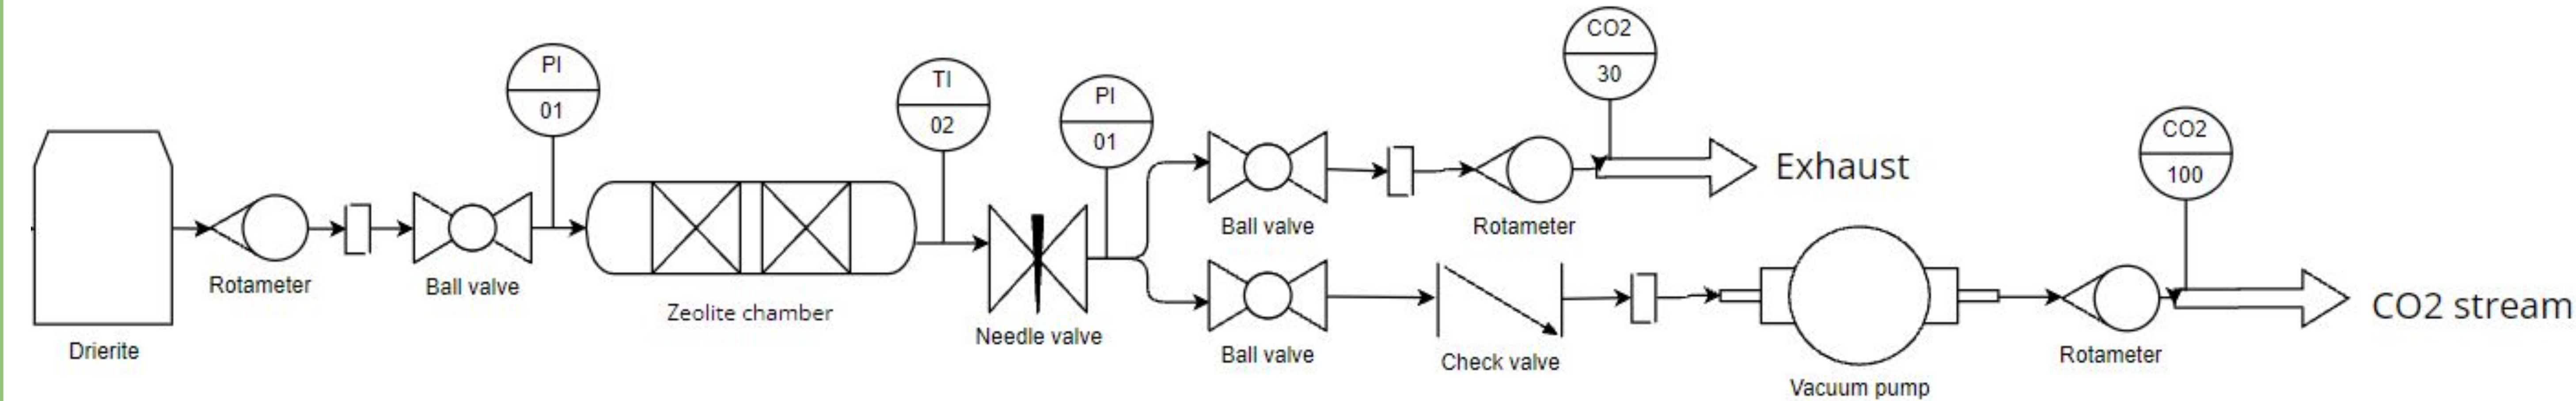 Drierite
Rotameter
Ball valve
PI
01
Zeolite chamber
TI
02
Needle valve
PI
01
Ball valve
Rotameter
CO2
30
Exhaust
Ball valve
Check valve
Vacuum pump
Rotameter
CO2
100
CO2 stream